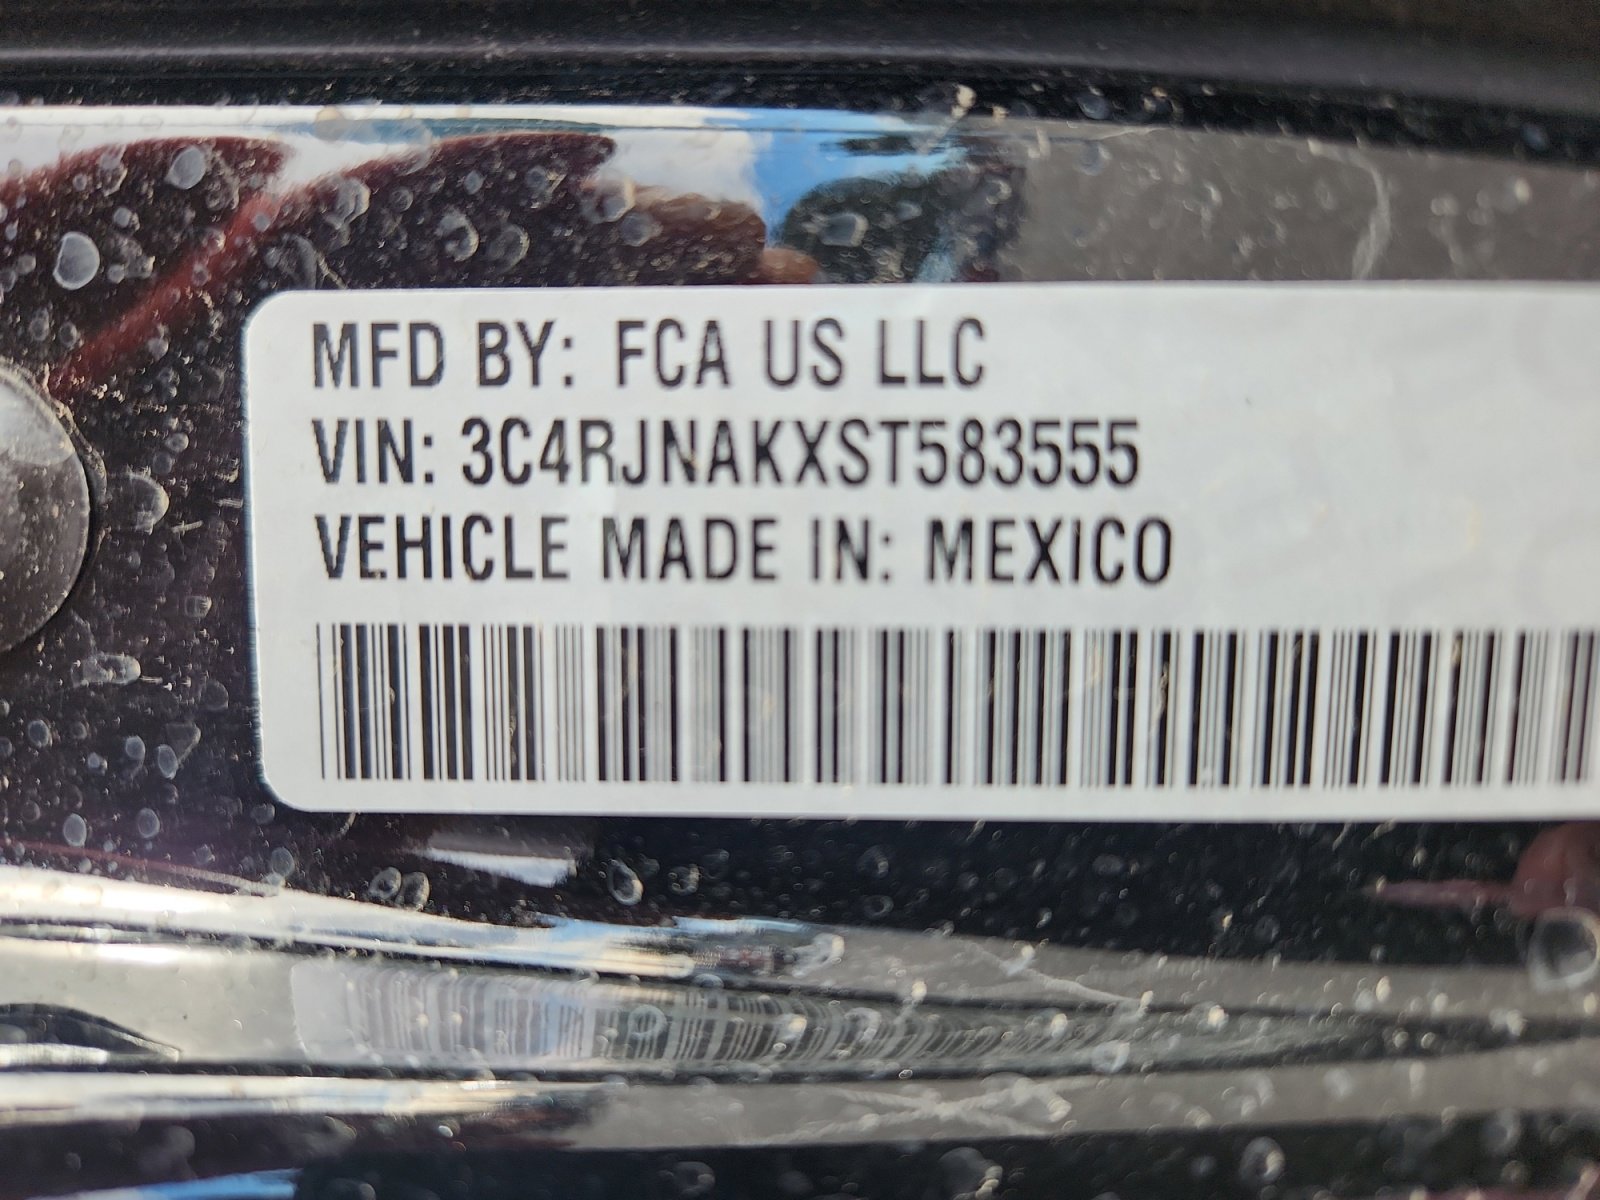 MFD BY: FCA US LLC
VIN: 3C4RJNAKXST583555
VEHICLE MADE IN: MEXICO